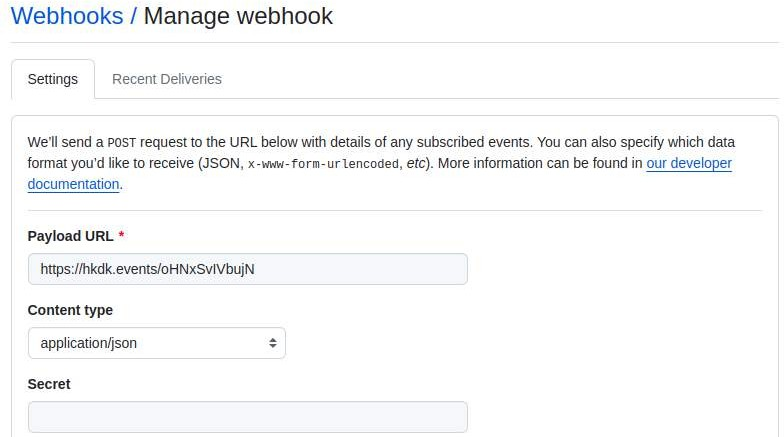 Webhooks / Manage webhook
Settings Recent Deliveries
We’ll send a POST request to the URL below with details of any subscribed events. You can also specify which data
format you’d like to receive (JSON, x-www-form-urlencoded, etc). More information can be found in our developer
documentation.
Payload URL *
https://hkdk.events/oHNxSvIVbujN
Content type
application/json
Secret